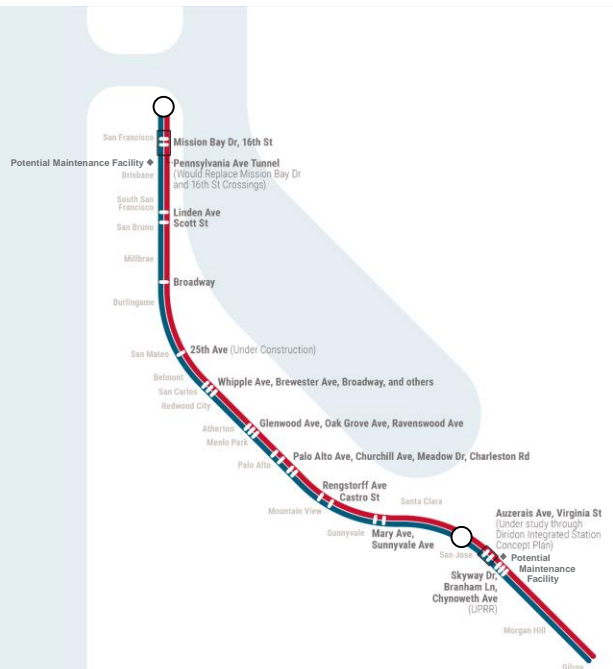 San Francisco
Mission Bay Dr, 16th St
Potential Maintenance Facility
Pennsylvania Ave Tunnel
(Would Replace Mission Bay Dr
and 16th St Crossings)
Brisbane
South San
Francisco
Linden Ave
Scott St
San Bruno
Millbrae
Broadway
Burlingame
25th Ave (Under Construction)
San Mateo
Belmont
Whipple Ave, Brewester Ave, Broadway, and others
San Carlos
Redwood City
Glenwood Ave, Oak Grove Ave, Ravenswood Ave
Atherton
Menlo Park
Palo Alto Ave, Churchill Ave, Meadow Dr, Charleston Rd
Palo Alto
Rengstorff Ave
Castro St
Santa Clara
Mountain View
Auzerais Ave, Virginia St
(Under study through
Diridon Integrated Station
Concept Plan)
Sunnyvale
Mary Ave,
Sunnyvale Ave
San Jose
Potential
Maintenance
Facility
Skyway Dr,
Branham Ln,
Chynoweth Ave
(UPRR)
Morgan Hill
Gilroy